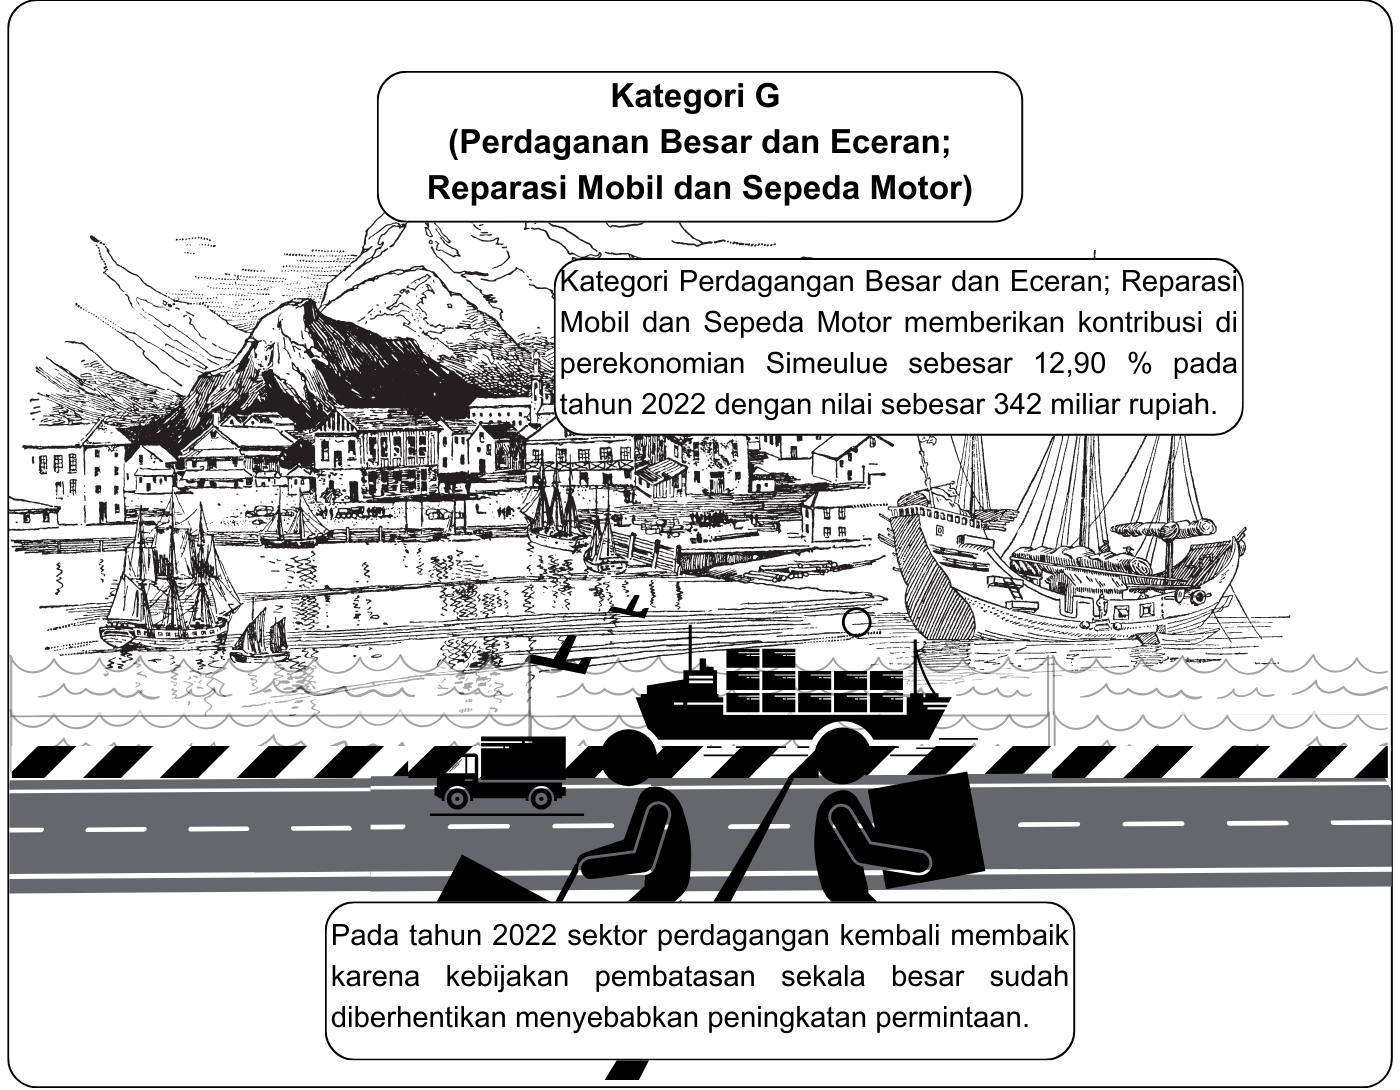 Kategori G
(Perdaganan Besar dan Eceran;
Reparasi Mobil dan Sepeda Motor)
Kategori Perdagangan Besar dan Eceran; Reparasi
Mobil dan Sepeda Motor memberikan kontribusi di
perekonomian Simeulue sebesar 12,90 % pada
tahun 2022 dengan nilai sebesar 342 miliar rupiah.
Pada tahun 2022 sektor perdagangan kembali membaik
karena kebijakan pembatasan sekala besar sudah
diberhentikan menyebabkan peningkatan permintaan.